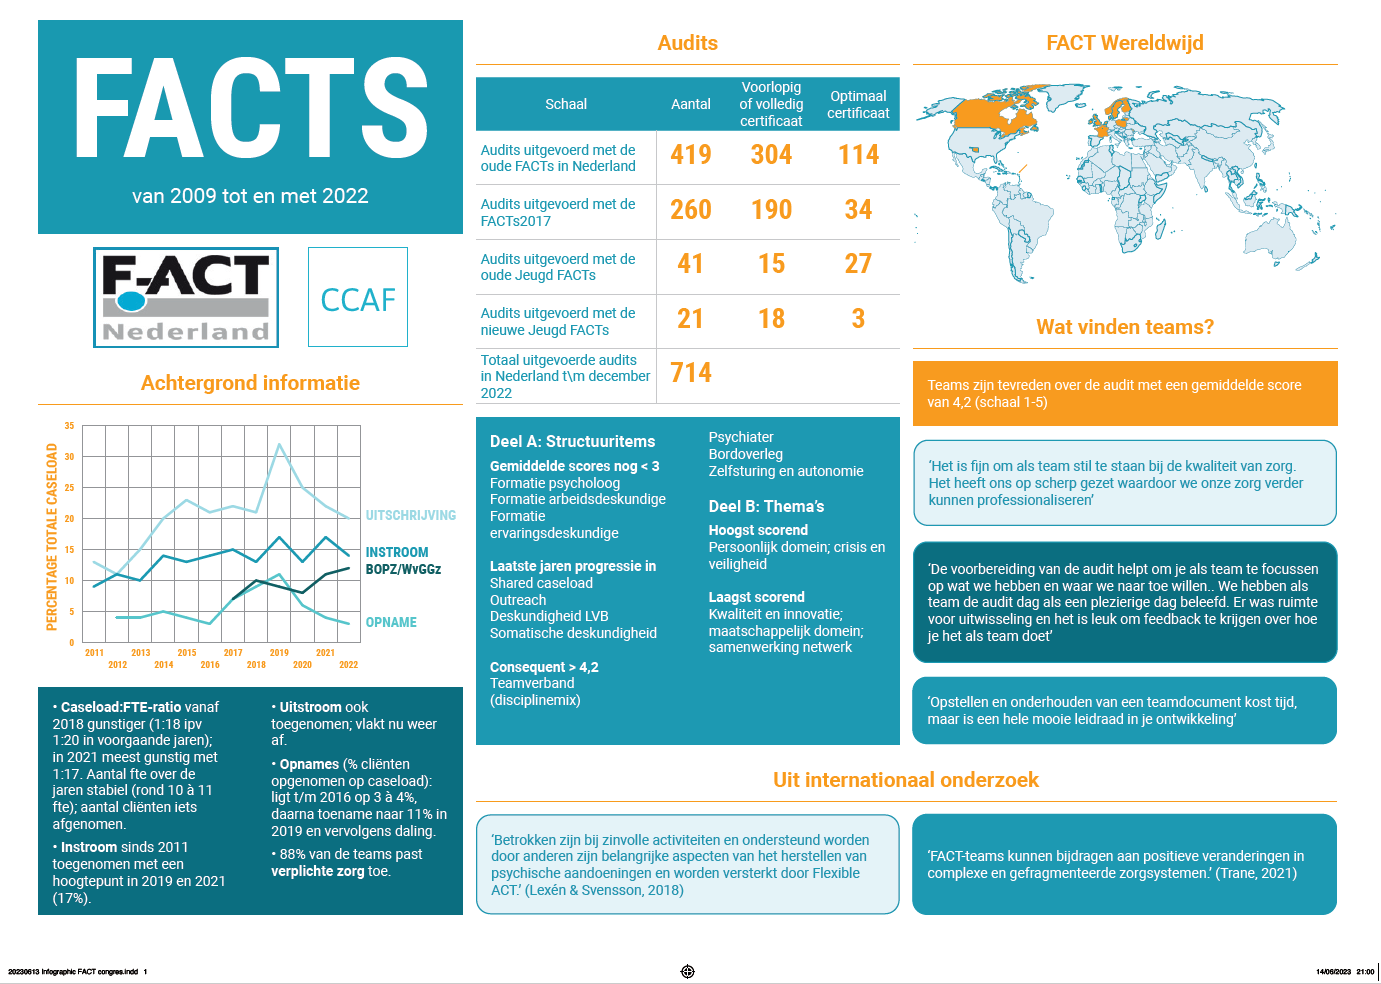 FACTS
van 2009 tot en met 2022
F-ACT
Nederland
CCAF
Achtergrond informatie
PERCENTAGE TOTALE CASELOAD
35
30
25
20
15
10
5
0
2011
2012
2013
2014
2015
2016
2017
2018
2019
2020
2021
2022
UITSCHRIJVING
INSTROOM
BOPZ/WvGGz
OPNAME
• Caseload:FTE-ratio vanaf
2018 gunstiger (1:18 ipv
1:20 in voorgaande jaren);
in 2021 meest gunstig met
1:17. Aantal fte over de
jaren stabiel (rond 10 à 11
fte); aantal cliënten iets
afgenomen.
• Instroom sinds 2011
toegenomen met een
hoogtepunt in 2019 en 2021
(17%).
• Uitstroom ook
toegenomen; vlakt nu weer
af.
• Opnames (% cliënten
opgenomen op caseload):
ligt t/m 2016 op 3 à 4%,
daarna toename naar 11% in
2019 en vervolgens daling.
• 88% van de teams past
verplichte zorg toe.
Audits
Schaal
Aantal
Voorlopig
of volledig
certificaat
Optimaal
certificaat
Audits uitgevoerd met de
oude FACTs in Nederland
419 304 114
Audits uitgevoerd met de
FACTs2017
260 190 34
Audits uitgevoerd met de
oude Jeugd FACTs
41 15 27
Audits uitgevoerd met de
nieuwe Jeugd FACTs
21 18 3
Totaal uitgevoerde audits
in Nederland t\m december
2022
714
Deel A: Structuuritems
Gemiddelde scores nog < 3
Formatie psycholoog
Formatie arbeidsdeskundige
Formatie
ervaringsdeskundige
Laatste jaren progressie in
Shared caseload
Outreach
Deskundigheid LVB
Somatische deskundigheid
Consequent > 4,2
Teamverband
(disciplinemix)
Psychiater
Bordoverleg
Zelfsturing en autonomie
Deel B: Thema's
Hoogst scorend
Persoonlijk domein; crisis en
veiligheid
Laagst scorend
Kwaliteit en innovatie;
maatschappelijk domein;
samenwerking netwerk
FACT Wereldwijd
Wat vinden teams?
Teams zijn tevreden over de audit met een gemiddelde score
van 4,2 (schaal 1-5)
‘Het is fijn om als team stil te staan bij de kwaliteit van zorg.
Het heeft ons op scherp gezet waardoor we onze zorg verder
kunnen professionaliseren’
‘De voorbereiding van de audit helpt om je als team te focussen
op wat we hebben en waar we naar toe willen.. We hebben als
team de audit dag als een plezierige dag beleefd. Er was ruimte
voor uitwisseling en het is leuk om feedback te krijgen over hoe
je het als team doet’
‘Opstellen en onderhouden van een teamdocument kost tijd,
maar is een hele mooie leidraad in je ontwikkeling’
Uit internationaal onderzoek
‘Betrokken zijn bij zinvolle activiteiten en ondersteund worden
door anderen zijn belangrijke aspecten van het herstellen van
psychische aandoeningen en worden versterkt door Flexible
ACT.’ (Lexén & Svensson, 2018)
‘FACT-teams kunnen bijdragen aan positieve veranderingen in
complexe en gefragmenteerde zorgsystemen.’ (Trane, 2021)
20230613 Infographic FACT congres.indd 1
14/06/2023 21:00